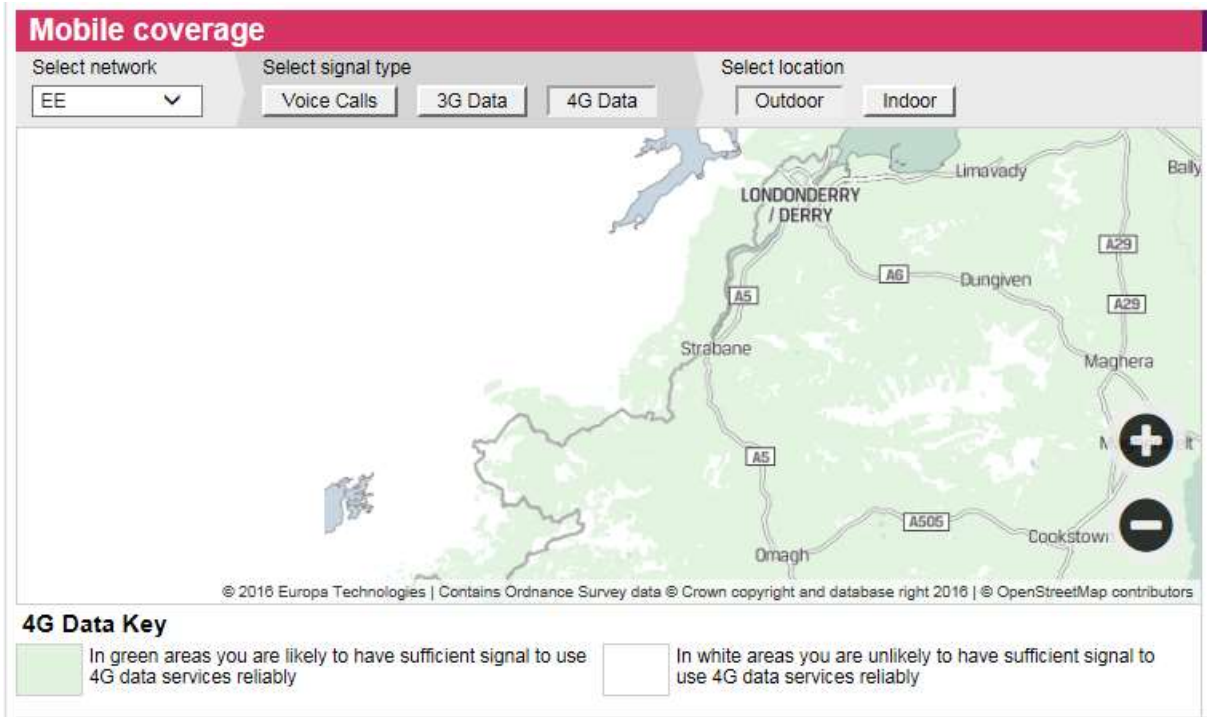 Mobile coverage
Select network
Select signal type
Select location
EE
Voice Calls
3G Data
4G Data
Outdoor
Indoor
Limavady
Bally
LONDONDERRY
/ DERRY
A29
A6
Dungiven
A5
A29
Strabane
Maghera
A5
A505
Cookstown
Omagh
© 2016 Europa Technologies | Contains Ordnance Survey data © Crown copyright and database right 2016 | © OpenStreetMap contributors
4G Data Key
In green areas you are likely to have sufficient signal to use
4G data services reliably
In white areas you are unlikely to have sufficient signal to
use 4G data services reliably